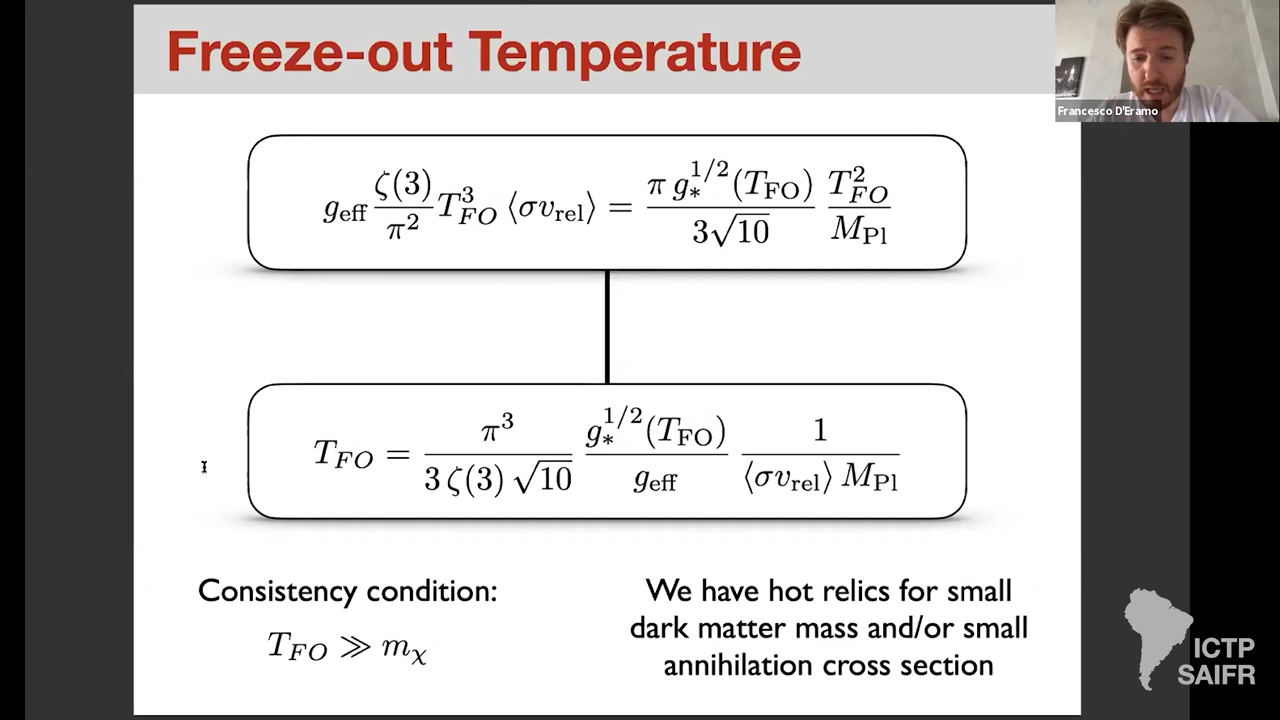 Freeze-out Temperature
Francesco D'Eramo
g_eff ζ(3)/π² T_FO³ ⟨σv_rel⟩ = π g_*^{1/2}(T_FO)/(3√10) T_FO²/M_Pl
T_FO = π³/(3 ζ(3) √10) g_*^{1/2}(T_FO)/g_eff 1/(⟨σv_rel⟩ M_Pl)
Consistency condition:
T_FO ≫ m_χ
We have hot relics for small
dark matter mass and/or small
annihilation cross section
ICTP
SAIFR